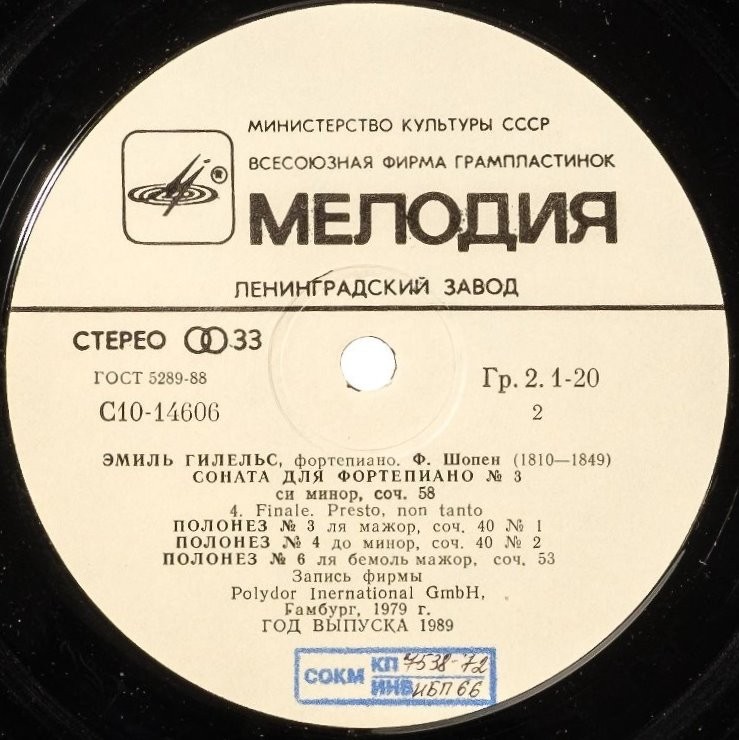 МИНИСТЕРСТВО КУЛЬТУРЫ СССР
ВСЕСОЮЗНАЯ ФИРМА ГРАМПЛАСТИНОК
®
МЕЛОДИЯ
ЛЕНИНГРАДСКИЙ ЗАВОД
СТЕРЕО 33
ГОСТ 5289-88
Гр. 2. 1-20
С10-14606
2
ЭМИЛЬ ГИЛЕЛЬС, фортепиано. Ф. Шопен (1810—1849)
СОНАТА ДЛЯ ФОРТЕПИАНО № 3
си минор, соч. 58
4. Finale. Presto, non tanto
ПОЛОНЕЗ № 3 ля мажор, соч. 40 № 1
ПОЛОНЕЗ № 4 до минор, соч. 40 № 2
ПОЛОНЕЗ № 6 ля бемоль мажор, соч. 53
Запись фирмы
Polydor Inernational GmbH,
Гамбург, 1979 г.
ГОД ВЫПУСКА 1989
СОКМ КП 7538-72
ИНВ ИБП 66